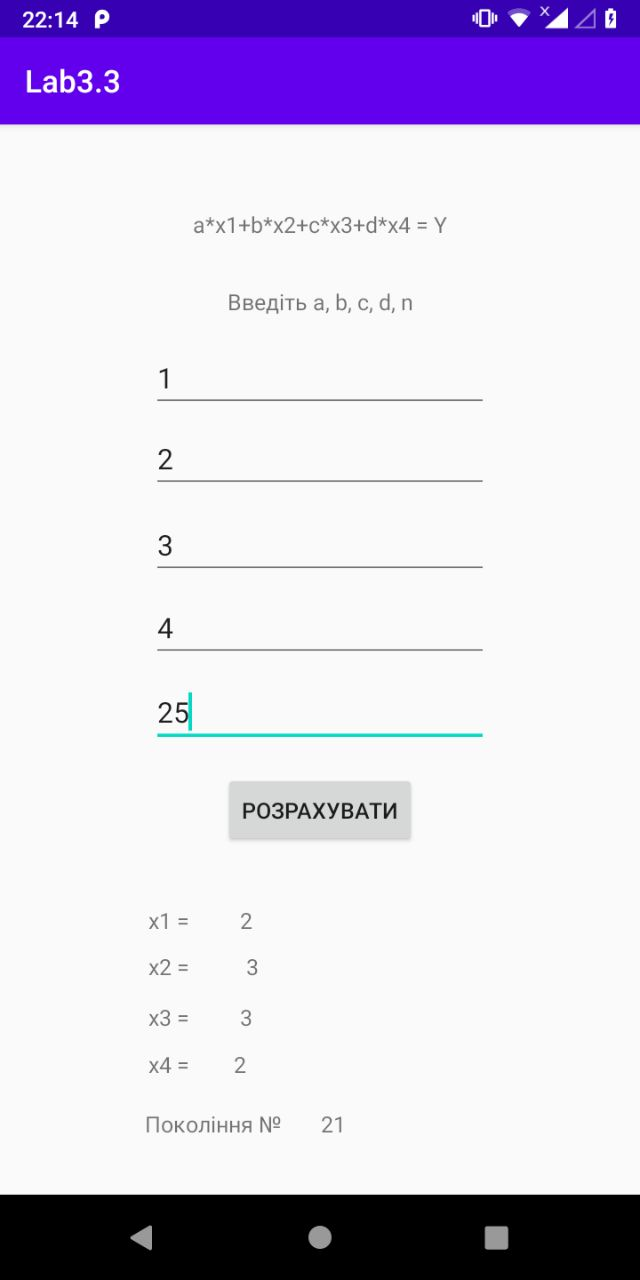 22:14
Lab3.3
a*x1+b*x2+c*x3+d*x4 = Y
Введіть a, b, c, d, n
1
2
3
4
25
РОЗРАХУВАТИ
x1 = 2
x2 = 3
x3 = 3
x4 = 2
Покоління № 21